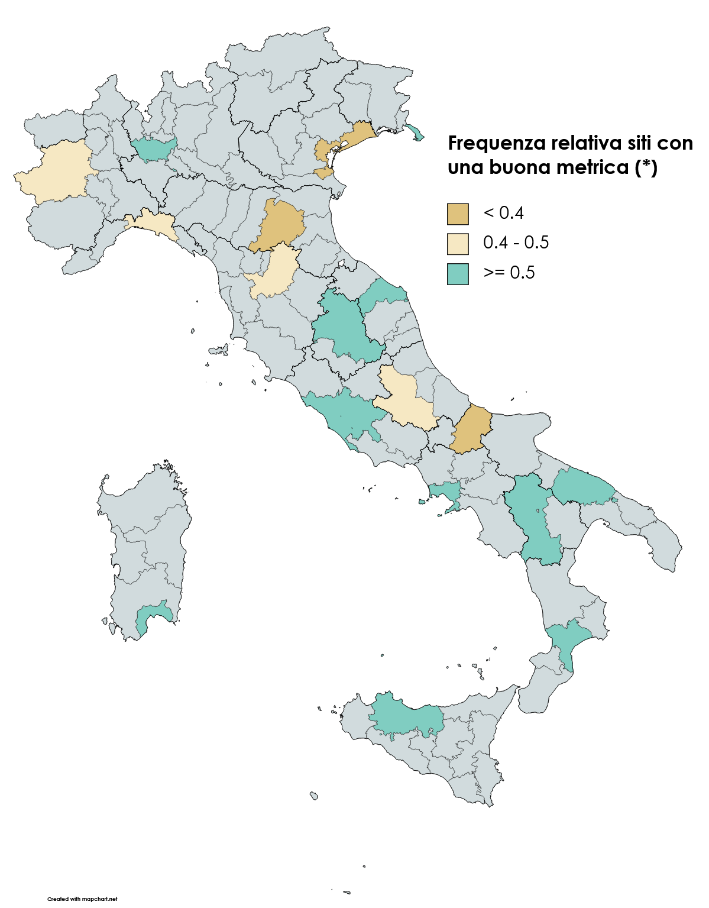 Frequenza relativa siti con
una buona metrica (*)
< 0.4
0.4 - 0.5
>= 0.5
Created with mapchart.net